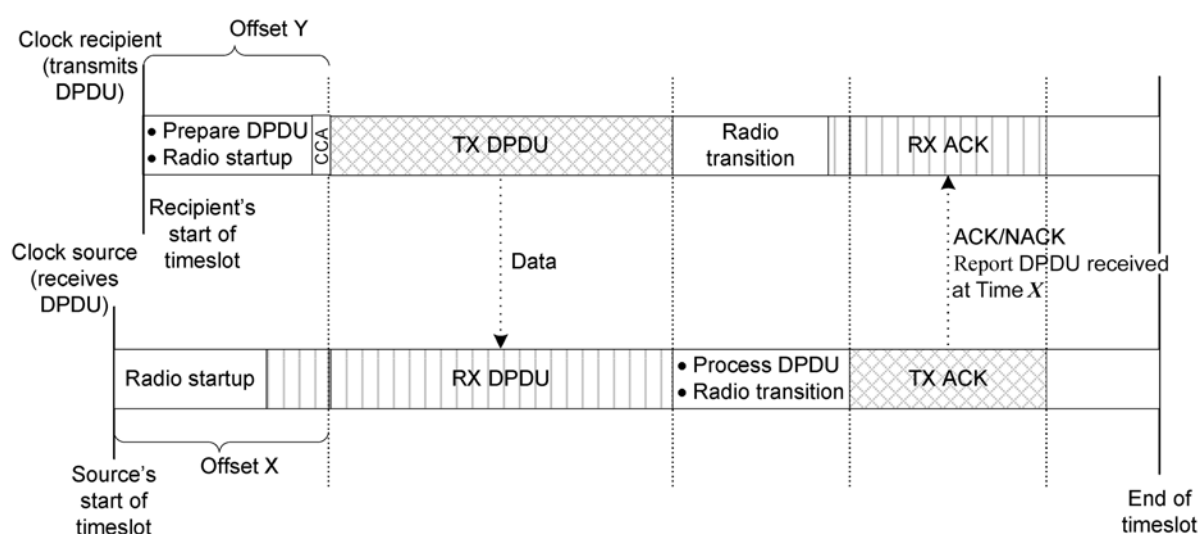 Offset Y
Clock recipient
(transmits
DPDU)
• Prepare DPDU
• Radio startup
CCA
TX DPDU
Radio
transition
RX ACK
Recipient's
start of
timeslot
Clock source
(receives
DPDU)
Data
ACK/NACK
Report DPDU received
at Time X
Radio startup
RX DPDU
• Process DPDU
• Radio transition
TX ACK
Offset X
Source's
start of
timeslot
End of
timeslot